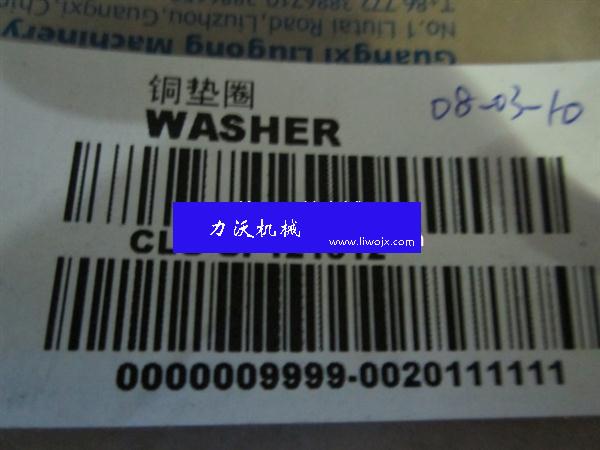 No.1 Liutai Road, Liuzhou, Guangxi, Chi
Guangxi Liugong Machinery
铜垫圈
08-03-10
WASHER
力沃机械
www.liwojx.com
0000009999-0020111111